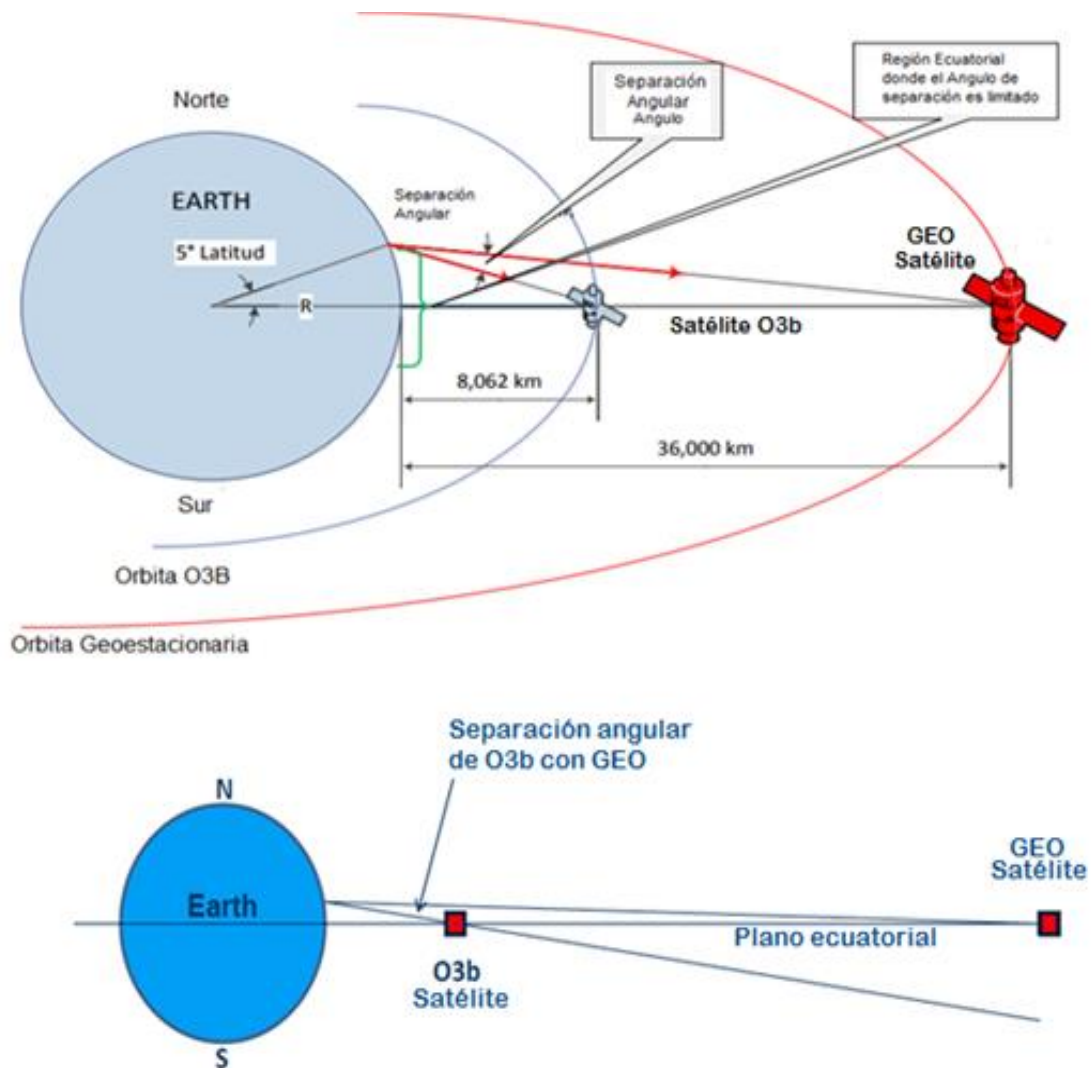 Norte
EARTH
5° Latitud
R
Separación
Angular
Separación
Angular
Angulo
Región Ecuatorial
donde el Angulo de
separación es limitado
GEO
Satélite
Satélite O3b
8,062 km
36,000 km
Sur
Orbita O3B
Orbita Geoestacionaria
Separación angular
de O3b con GEO
N
Earth
S
O3b
Satélite
Plano ecuatorial
GEO
Satélite